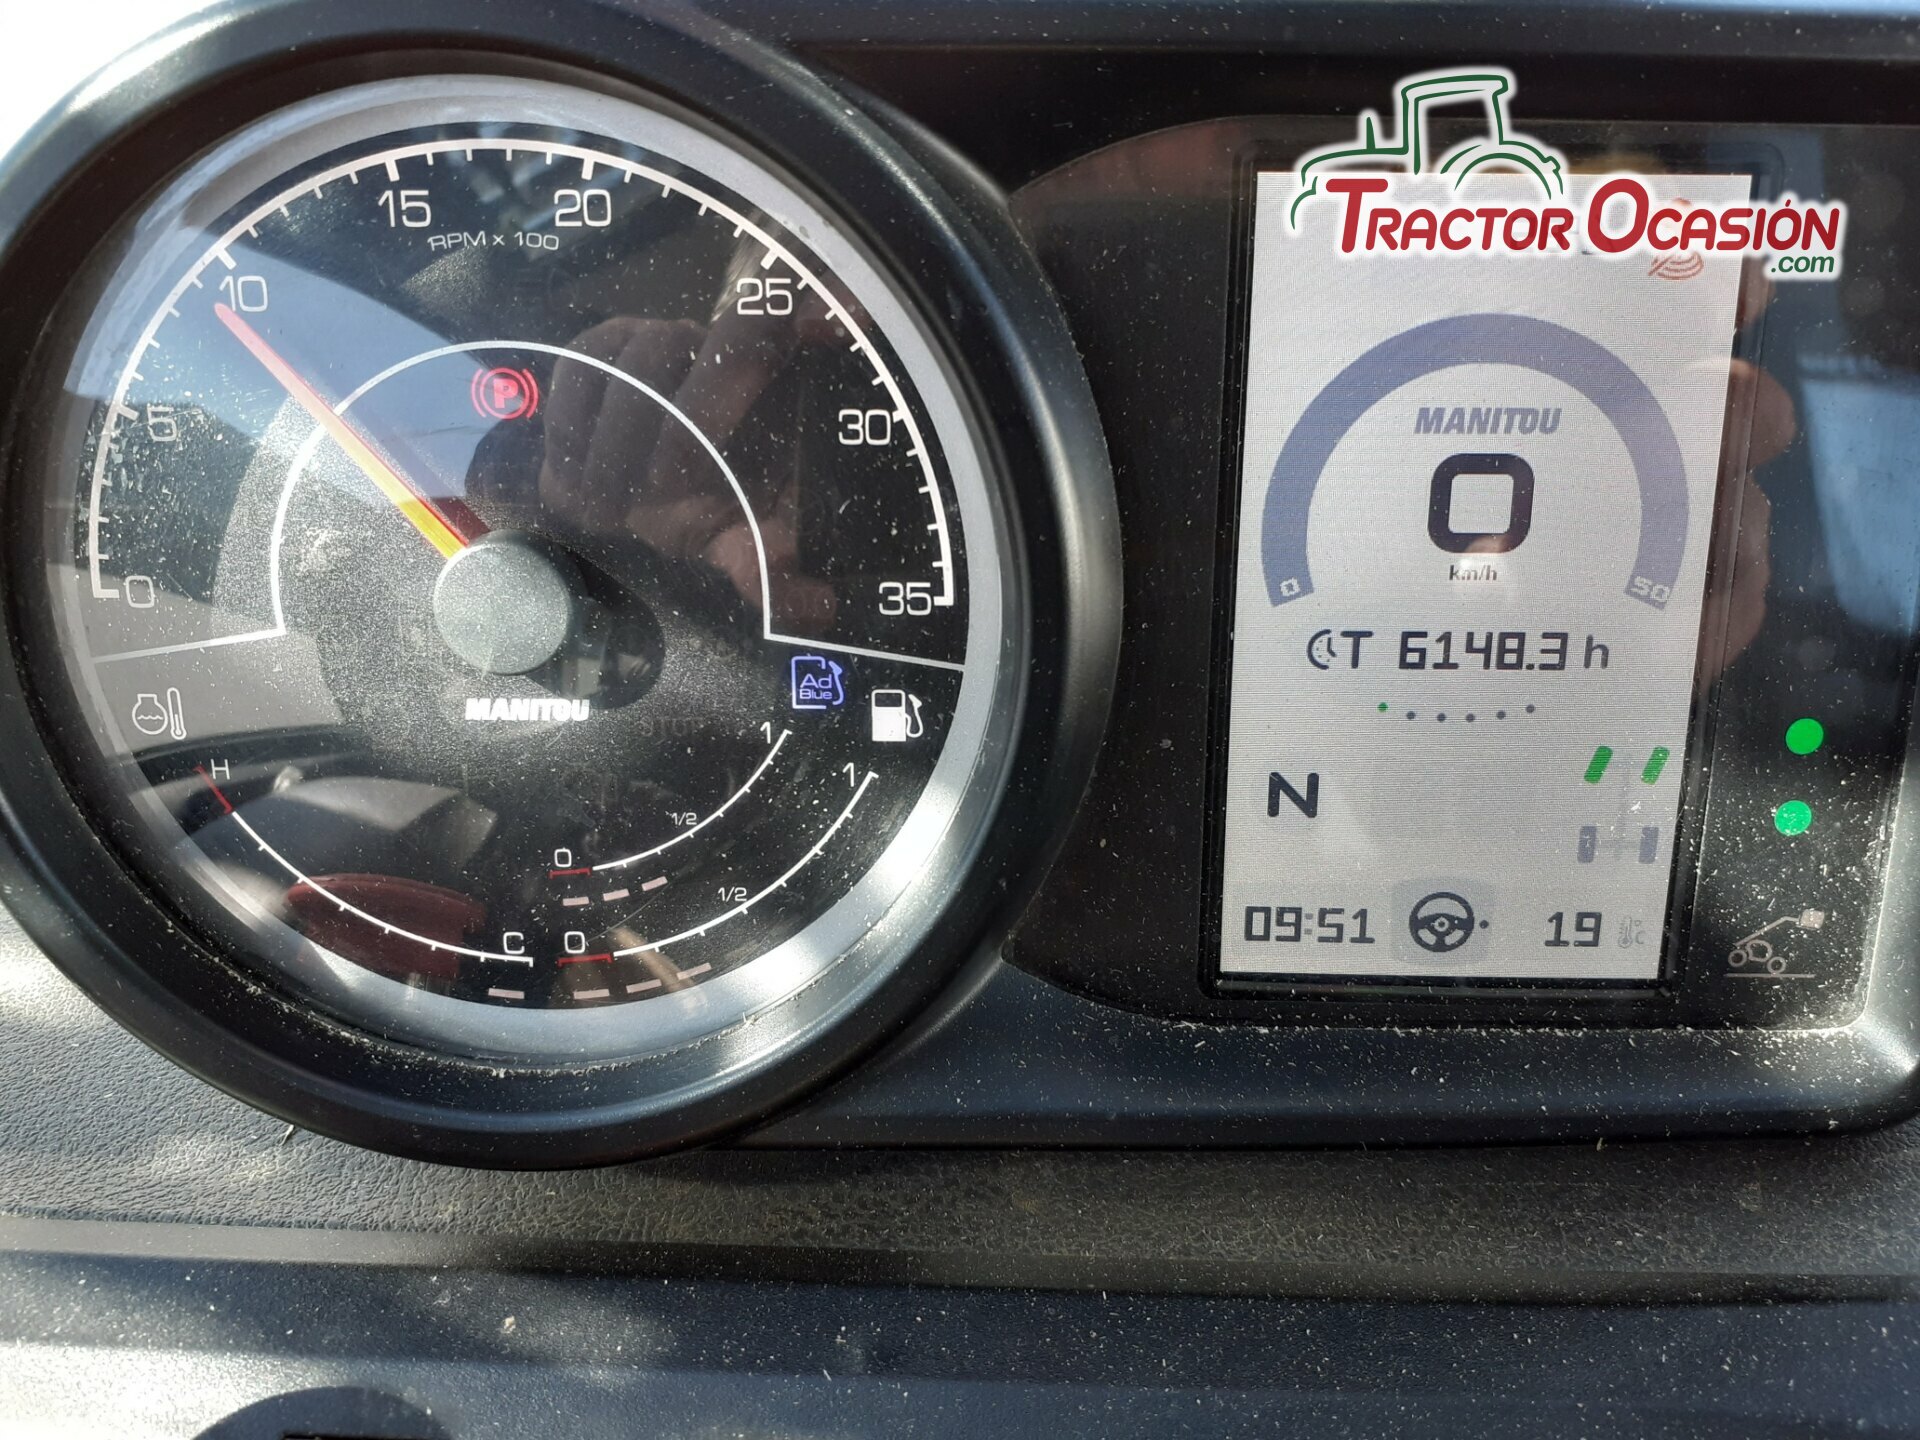 15
20
RPM x 100
10
25
5
30
0
35
P
Ad
Blue
MANITOU
STOP
H
1
1
1/2
0
1/2
C
0
TRACTOR OCASIÓN
.com
MANITOU
0
km/h
0
50
T 6148.3 h
N
09:51
19
°C